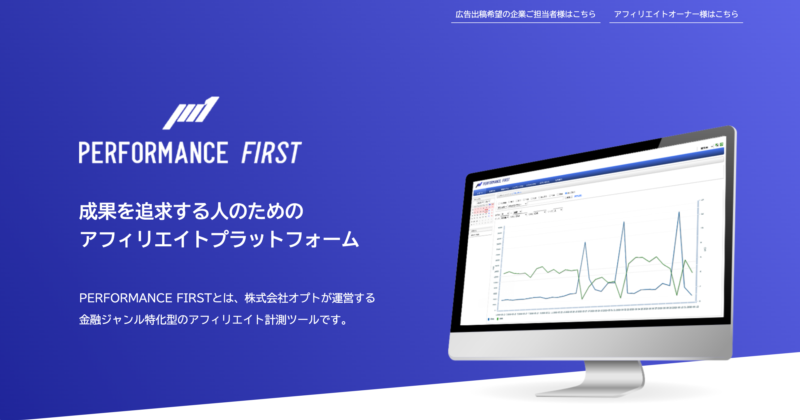 広告出稿希望の企業ご担当者様はこちら
アフィリエイトオーナー様はこちら
PERFORMANCE FIRST
成果を追求する人のための
アフィリエイトプラットフォーム
PERFORMANCE FIRSTとは、株式会社オプトが運営する
金融ジャンル特化型のアフィリエイト計測ツールです。
PERFORMANCE FIRST